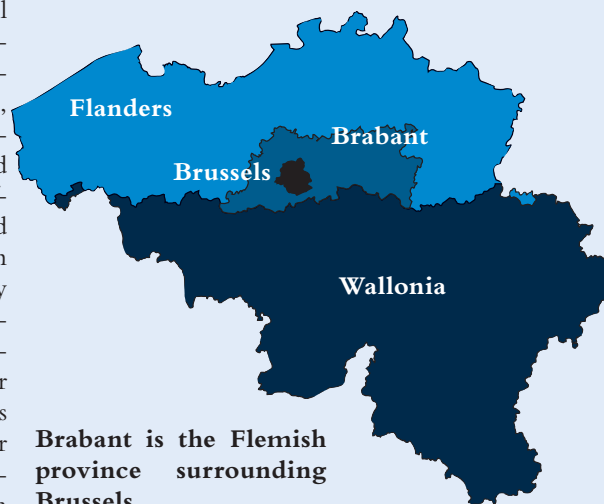 Flanders
Brabant
Brussels
Wallonia
Brabant is the Flemish
province surrounding
Brussels